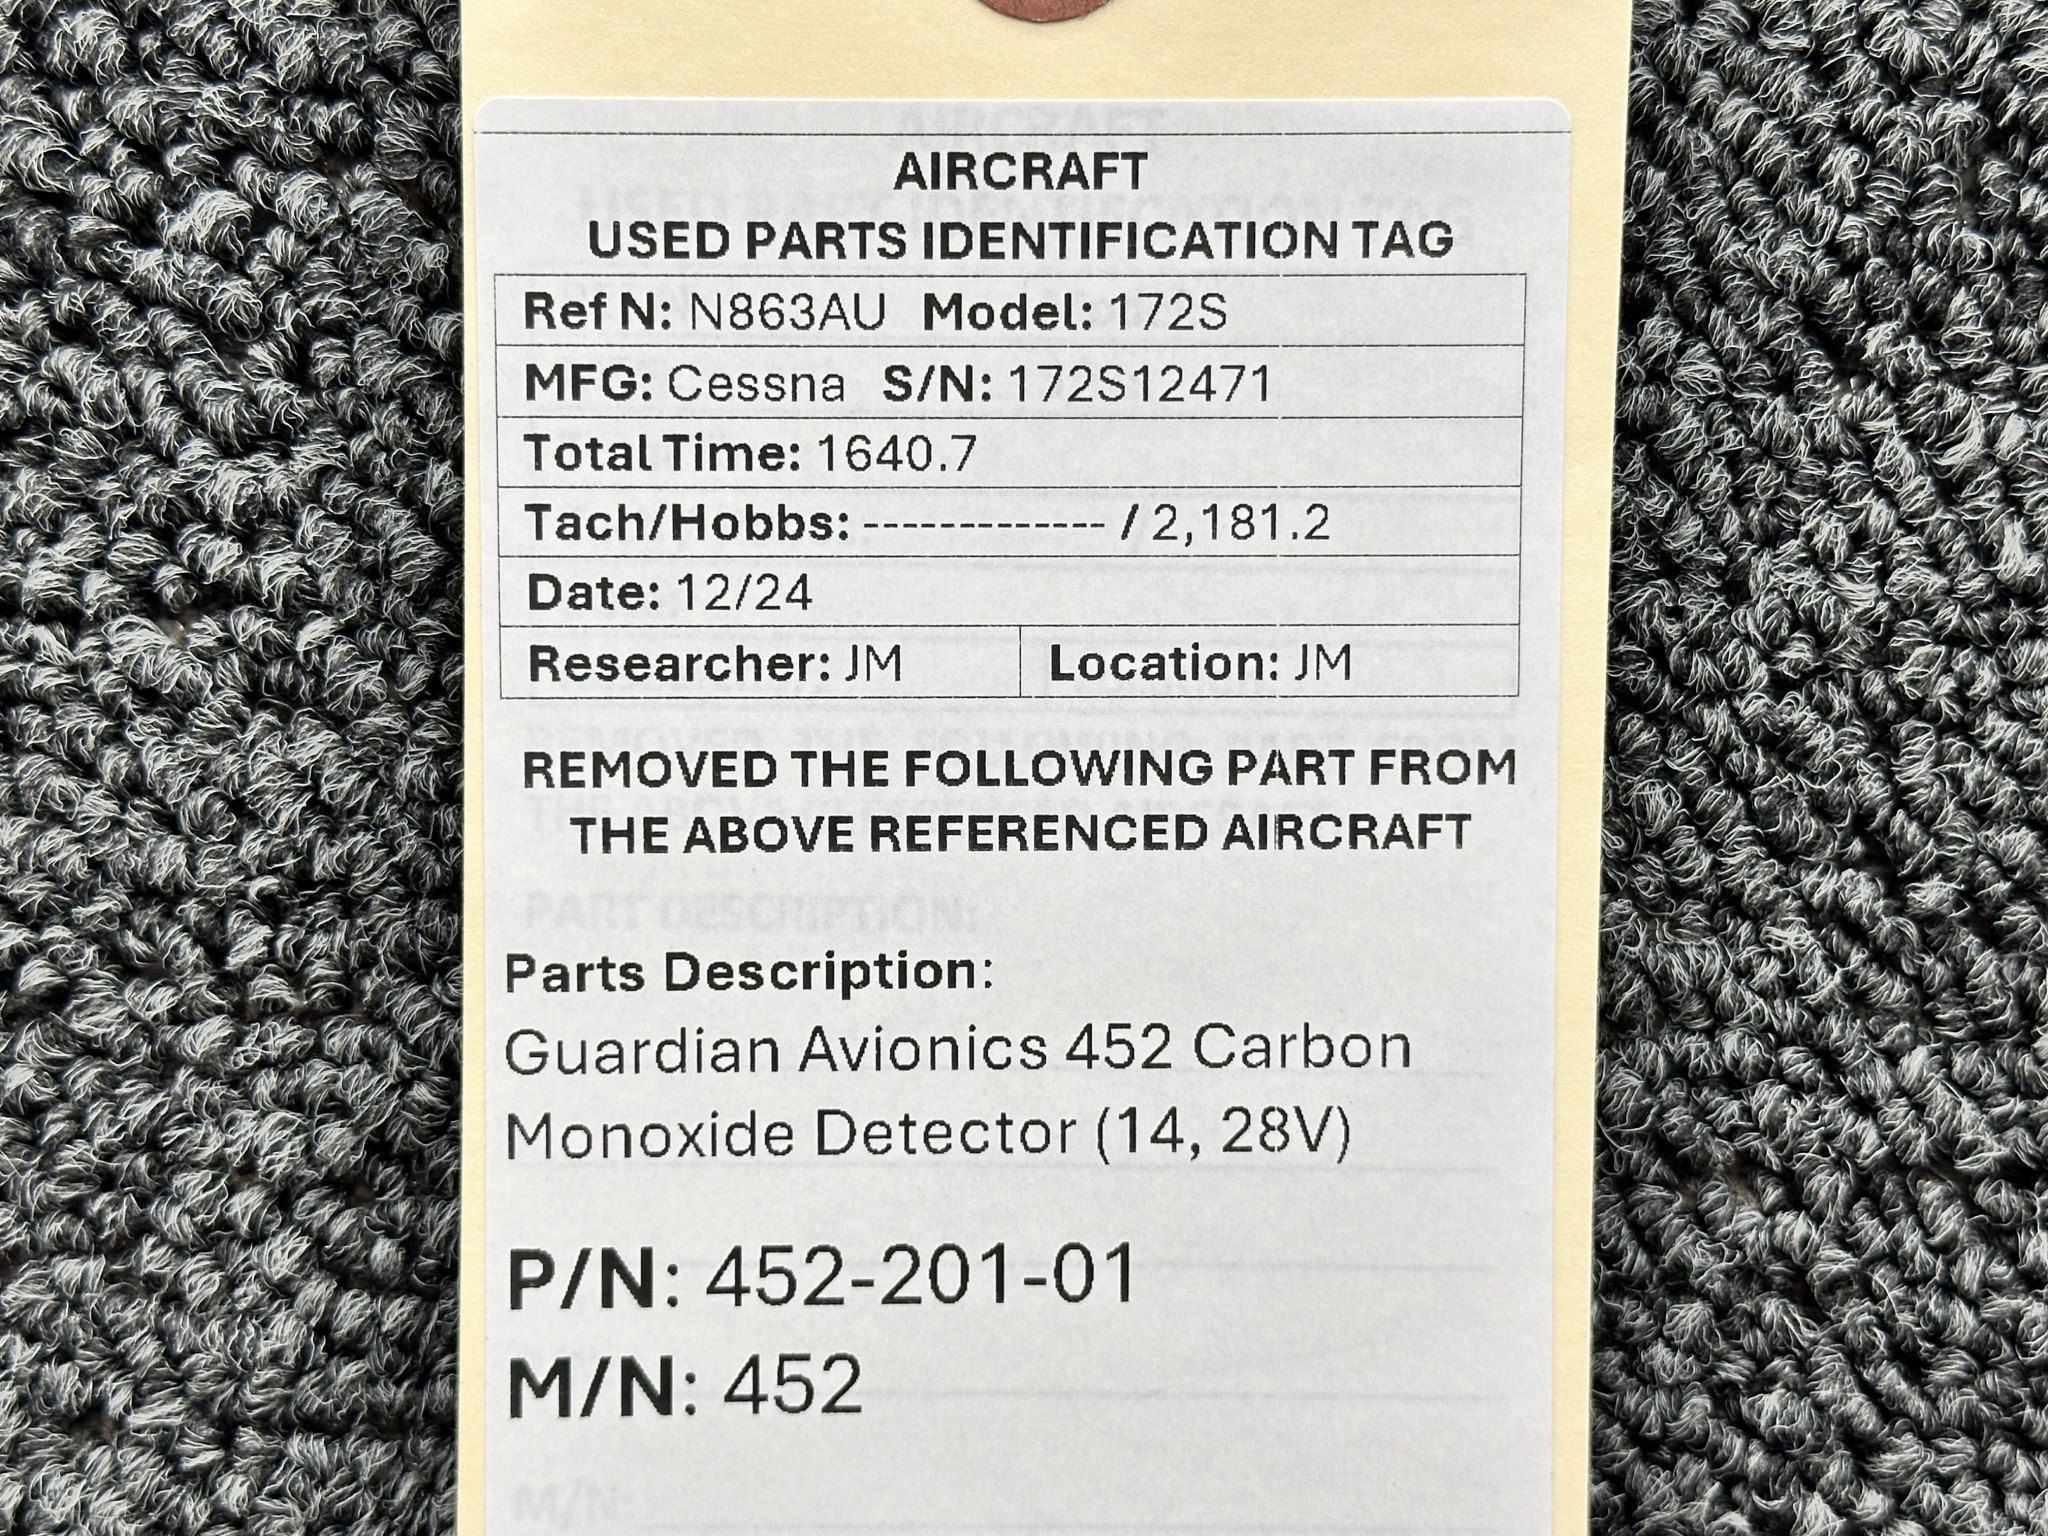 AIRCRAFT
USED PARTS IDENTIFICATION TAG
Ref N: N863AU Model: 172S
MFG: Cessna S/N: 172S12471
Total Time: 1640.7
Tach/Hobbs: ------------- / 2,181.2
Date: 12/24
Researcher: JM Location: JM
REMOVED THE FOLLOWING PART FROM
THE ABOVE REFERENCED AIRCRAFT
Parts Description:
Guardian Avionics 452 Carbon
Monoxide Detector (14, 28V)
P/N: 452-201-01
M/N: 452